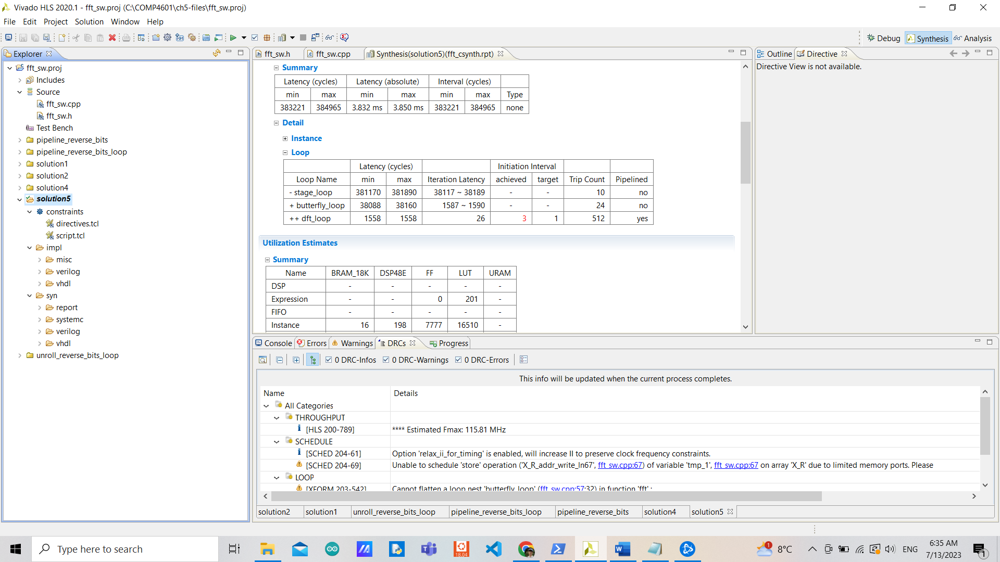 Vivado HLS 2020.1 - fft_sw.proj (C:\COMP4601\ch5-files\fft_sw.proj)
File Edit Project Solution Window Help
Debug Synthesis Analysis
Explorer
fft_sw.proj
Includes
Source
fft_sw.cpp
fft_sw.h
Test Bench
pipeline_reverse_bits
pipeline_reverse_bits_loop
solution1
solution2
solution4
solution5
constraints
directives.tcl
script.tcl
impl
misc
verilog
vhdl
syn
report
systemc
verilog
vhdl
unroll_reverse_bits_loop
fft_sw.h fft_sw.cpp Synthesis(solution5)(fft_csynth.rpt)
Summary
Latency (cycles) Latency (absolute) Interval (cycles)
min max min max min max Type
383221 384965 3.832 ms 3.850 ms 383221 384965 none
Detail
Instance
Loop
Latency (cycles) Initiation Interval
Loop Name min max Iteration Latency achieved target Trip Count Pipelined
- stage_loop 381170 381890 38117 ~ 38189 - - 10 no
+ butterfly_loop 38088 38160 1587 ~ 1590 - - 24 no
++ dft_loop 1558 1558 26 3 1 512 yes
Utilization Estimates
Summary
Name BRAM_18K DSP48E FF LUT URAM
DSP - - - - -
Expression - - 0 201 -
FIFO - - - - -
Instance 16 198 7777 16510 -
Outline Directive
Directive View is not available.
Console Errors Warnings DRCs Progress
0 DRC-Infos 0 DRC-Warnings 0 DRC-Errors
This info will be updated when the current process completes.
Name Details
All Categories
THROUGHPUT
[HLS 200-789] **** Estimated Fmax: 115.81 MHz
SCHEDULE
[SCHED 204-61] Option 'relax_ii_for_timing' is enabled, will increase II to preserve clock frequency constraints.
[SCHED 204-69] Unable to schedule 'store' operation ('X_R_addr_write_ln67', fft_sw.cpp:67) of variable 'tmp_1', fft_sw.cpp:67 on array 'X_R' due to limited memory ports. Please
LOOP
[XFORM 203-542] Cannot flatten a loop nest 'butterfly_loop' (fft_sw.cpp:57:32) in function 'fft' :
solution2 solution1 unroll_reverse_bits_loop pipeline_reverse_bits_loop pipeline_reverse_bits solution4 solution5
Type here to search
18.04
1
8°C
ENG
6:35 AM
7/13/2023
1